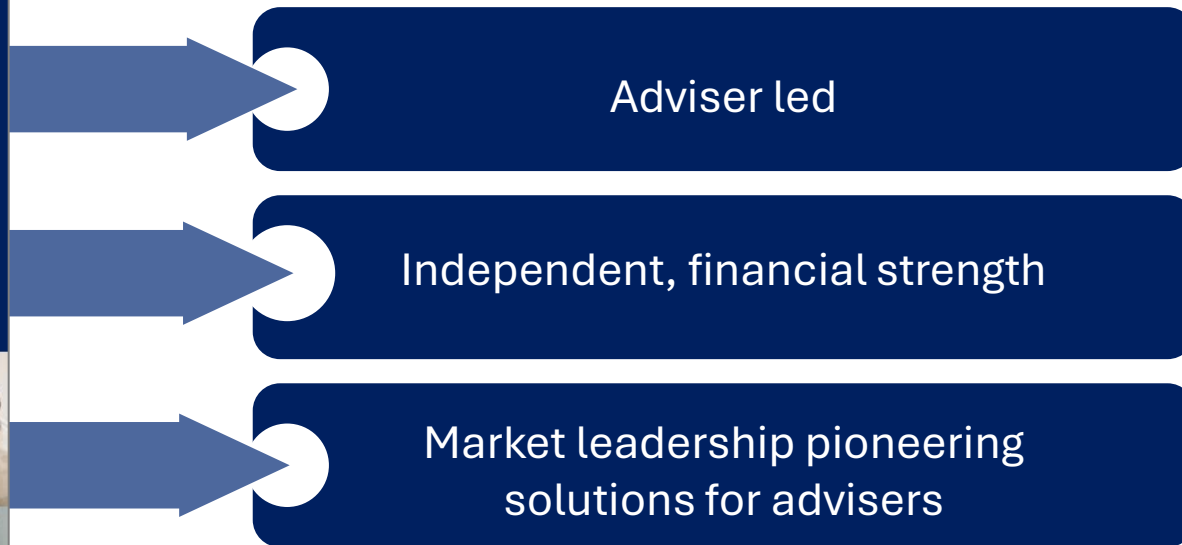 Adviser led
Independent, financial strength
Market leadership pioneering
solutions for advisers